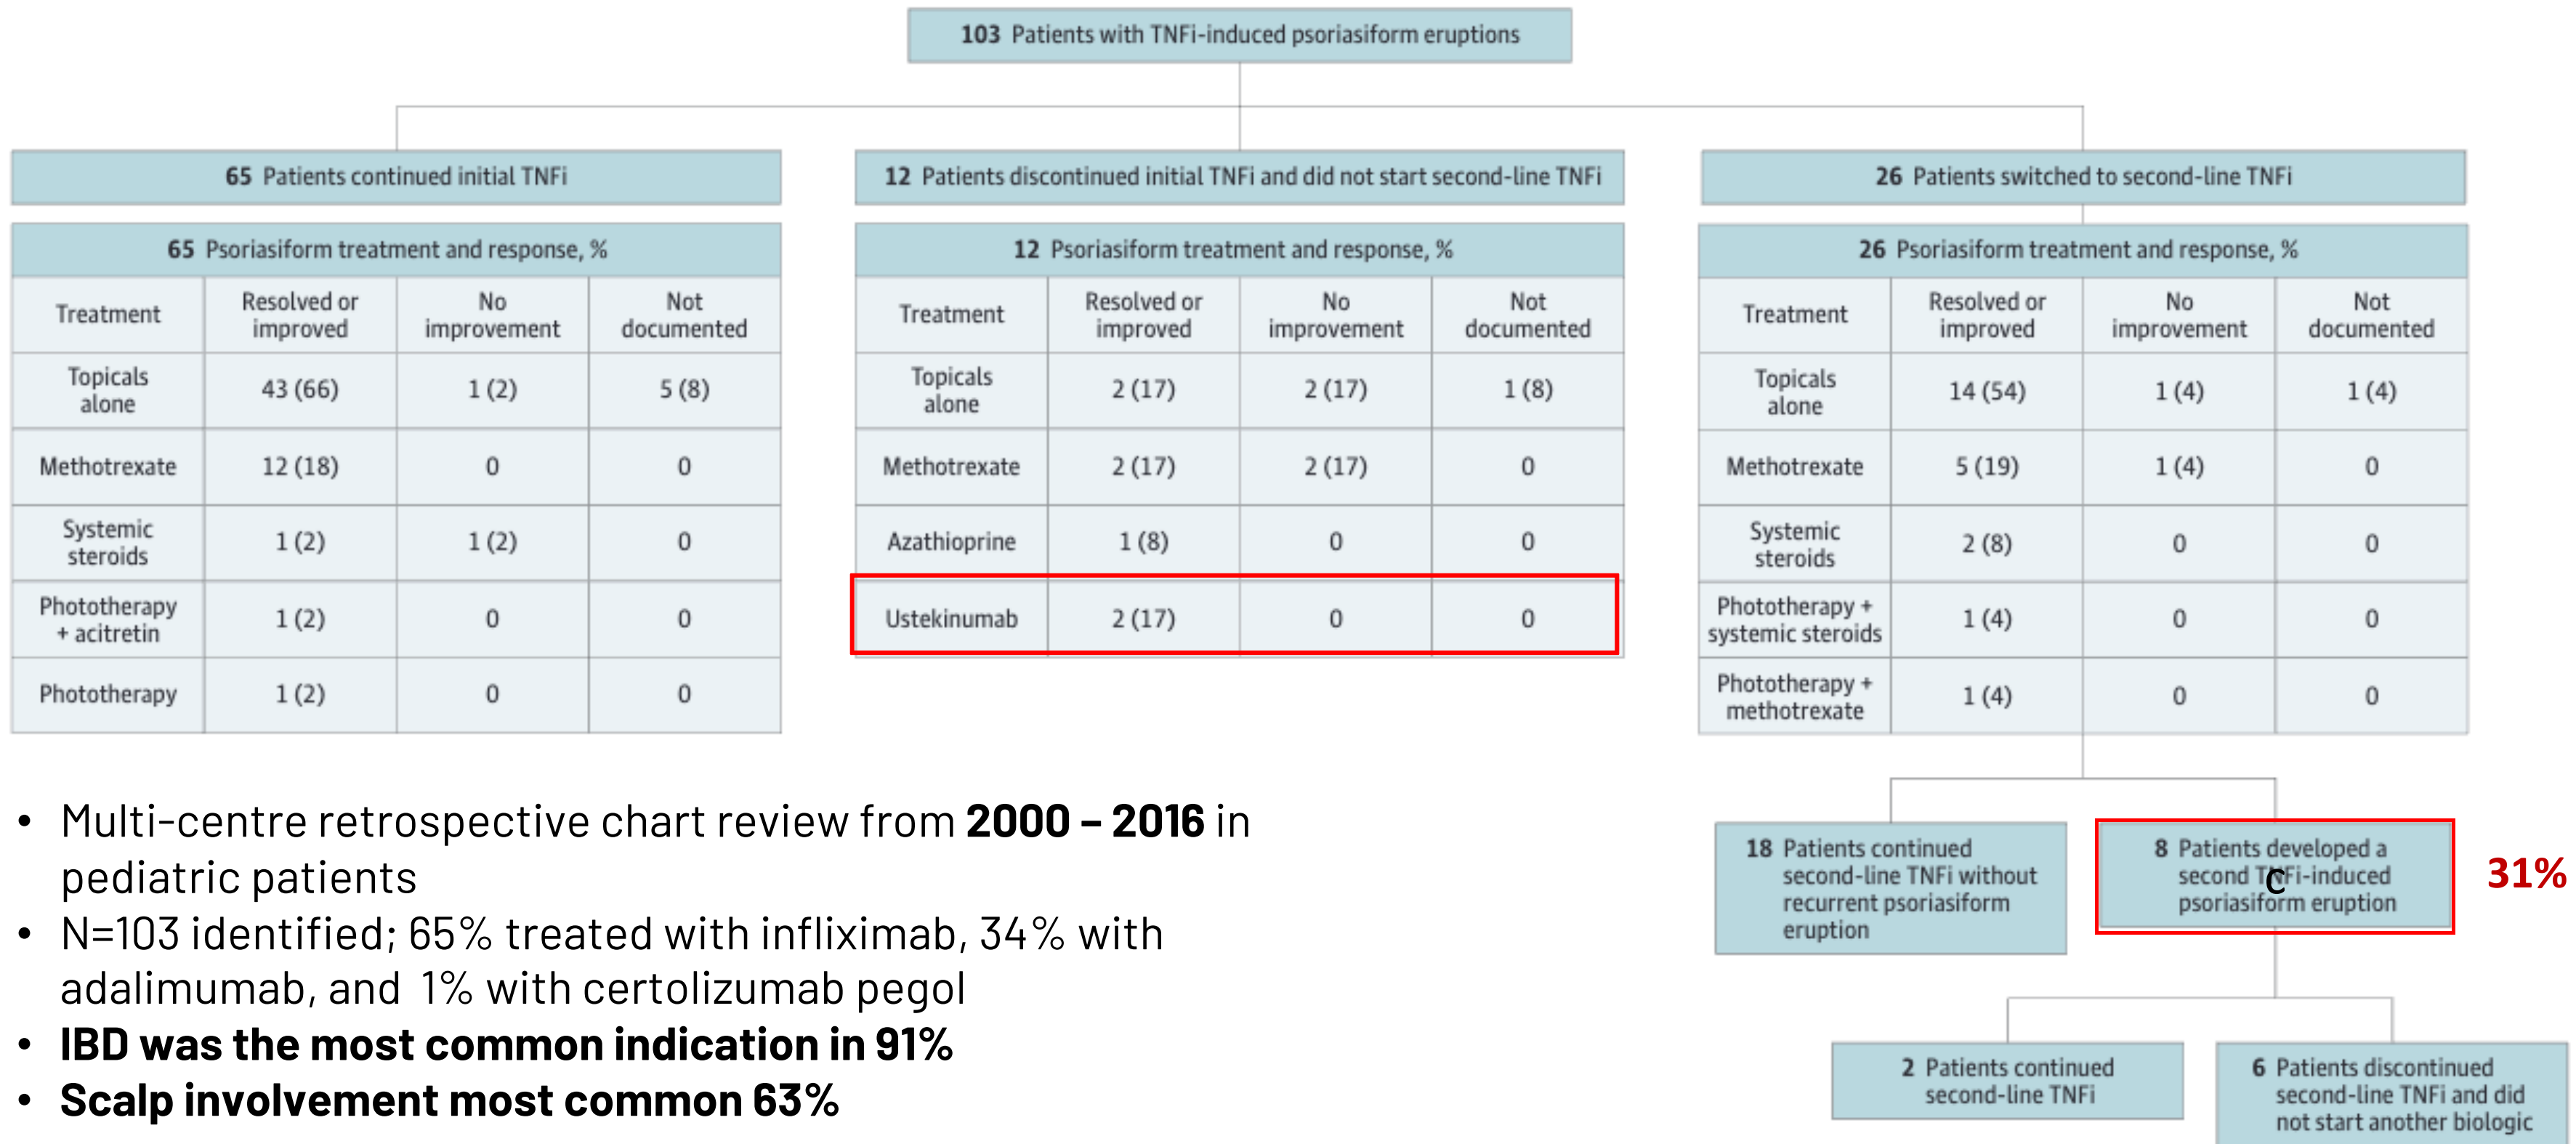 103 Patients with TNFi-induced psoriasiform eruptions
65 Patients continued initial TNFi
65 Psoriasiform treatment and response, %
Treatment
Resolved or
improved
No
improvement
Not
documented
Topicals
alone
43 (66)
1 (2)
5 (8)
Methotrexate
12 (18)
0
0
Systemic
steroids
1 (2)
1 (2)
0
Phototherapy
+ acitretin
1 (2)
0
0
Phototherapy
1 (2)
0
0
12 Patients discontinued initial TNFi and did not start second-line TNFi
12 Psoriasiform treatment and response, %
Treatment
Resolved or
improved
No
improvement
Not
documented
Topicals
alone
2 (17)
2 (17)
1 (8)
Methotrexate
2 (17)
2 (17)
0
Azathioprine
1 (8)
0
0
Ustekinumab
2 (17)
0
0
26 Patients switched to second-line TNFi
26 Psoriasiform treatment and response, %
Treatment
Resolved or
improved
No
improvement
Not
documented
Topicals
alone
14 (54)
1 (4)
1 (4)
Methotrexate
5 (19)
1 (4)
0
Systemic
steroids
2 (8)
0
0
Phototherapy +
systemic steroids
1 (4)
0
0
Phototherapy +
methotrexate
1 (4)
0
0
18 Patients continued
second-line TNFi without
recurrent psoriasiform
eruption
8 Patients developed a
second TNFi-induced
psoriasiform eruption
c
31%
2 Patients continued
second-line TNFi
6 Patients discontinued
second-line TNFi and did
not start another biologic
• Multi-centre retrospective chart review from 2000 – 2016 in
pediatric patients
• N=103 identified; 65% treated with infliximab, 34% with
adalimumab, and 1% with certolizumab pegol
• IBD was the most common indication in 91%
• Scalp involvement most common 63%